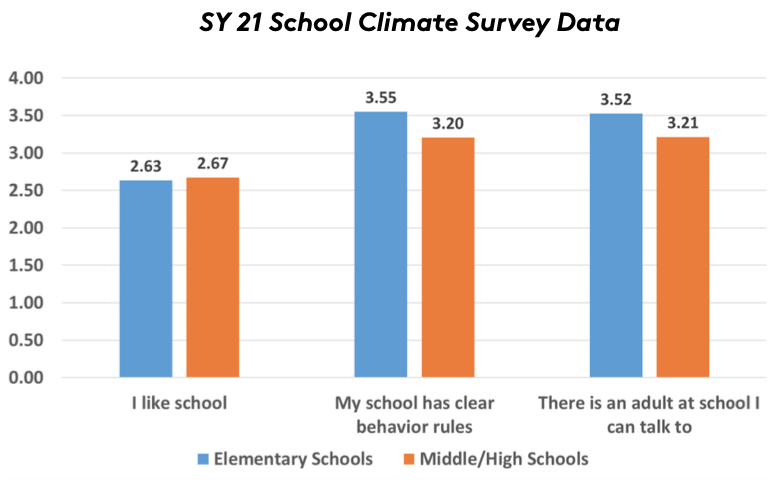 SY 21 School Climate Survey Data
4.00
3.50
3.00
2.50
2.00
1.50
1.00
0.50
0.00
2.63
2.67
3.55
3.20
3.52
3.21
I like school
My school has clear
behavior rules
There is an adult at school I
can talk to
Elementary Schools
Middle/High Schools